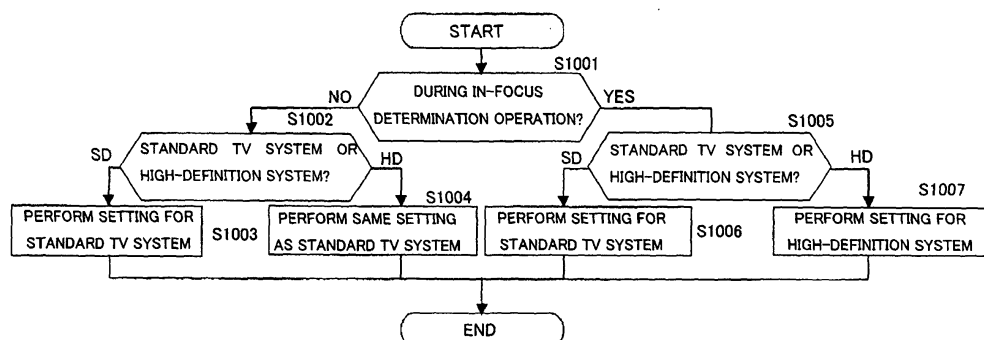 START
S1001
DURING IN-FOCUS
DETERMINATION OPERATION?
NO
YES
S1002
STANDARD TV SYSTEM OR
HIGH-DEFINITION SYSTEM?
SD
HD
S1005
STANDARD TV SYSTEM OR
HIGH-DEFINITION SYSTEM?
SD
HD
PERFORM SETTING FOR
STANDARD TV SYSTEM
S1003
S1004
PERFORM SAME SETTING
AS STANDARD TV SYSTEM
PERFORM SETTING FOR
STANDARD TV SYSTEM
S1006
S1007
PERFORM SETTING FOR
HIGH-DEFINITION SYSTEM
END